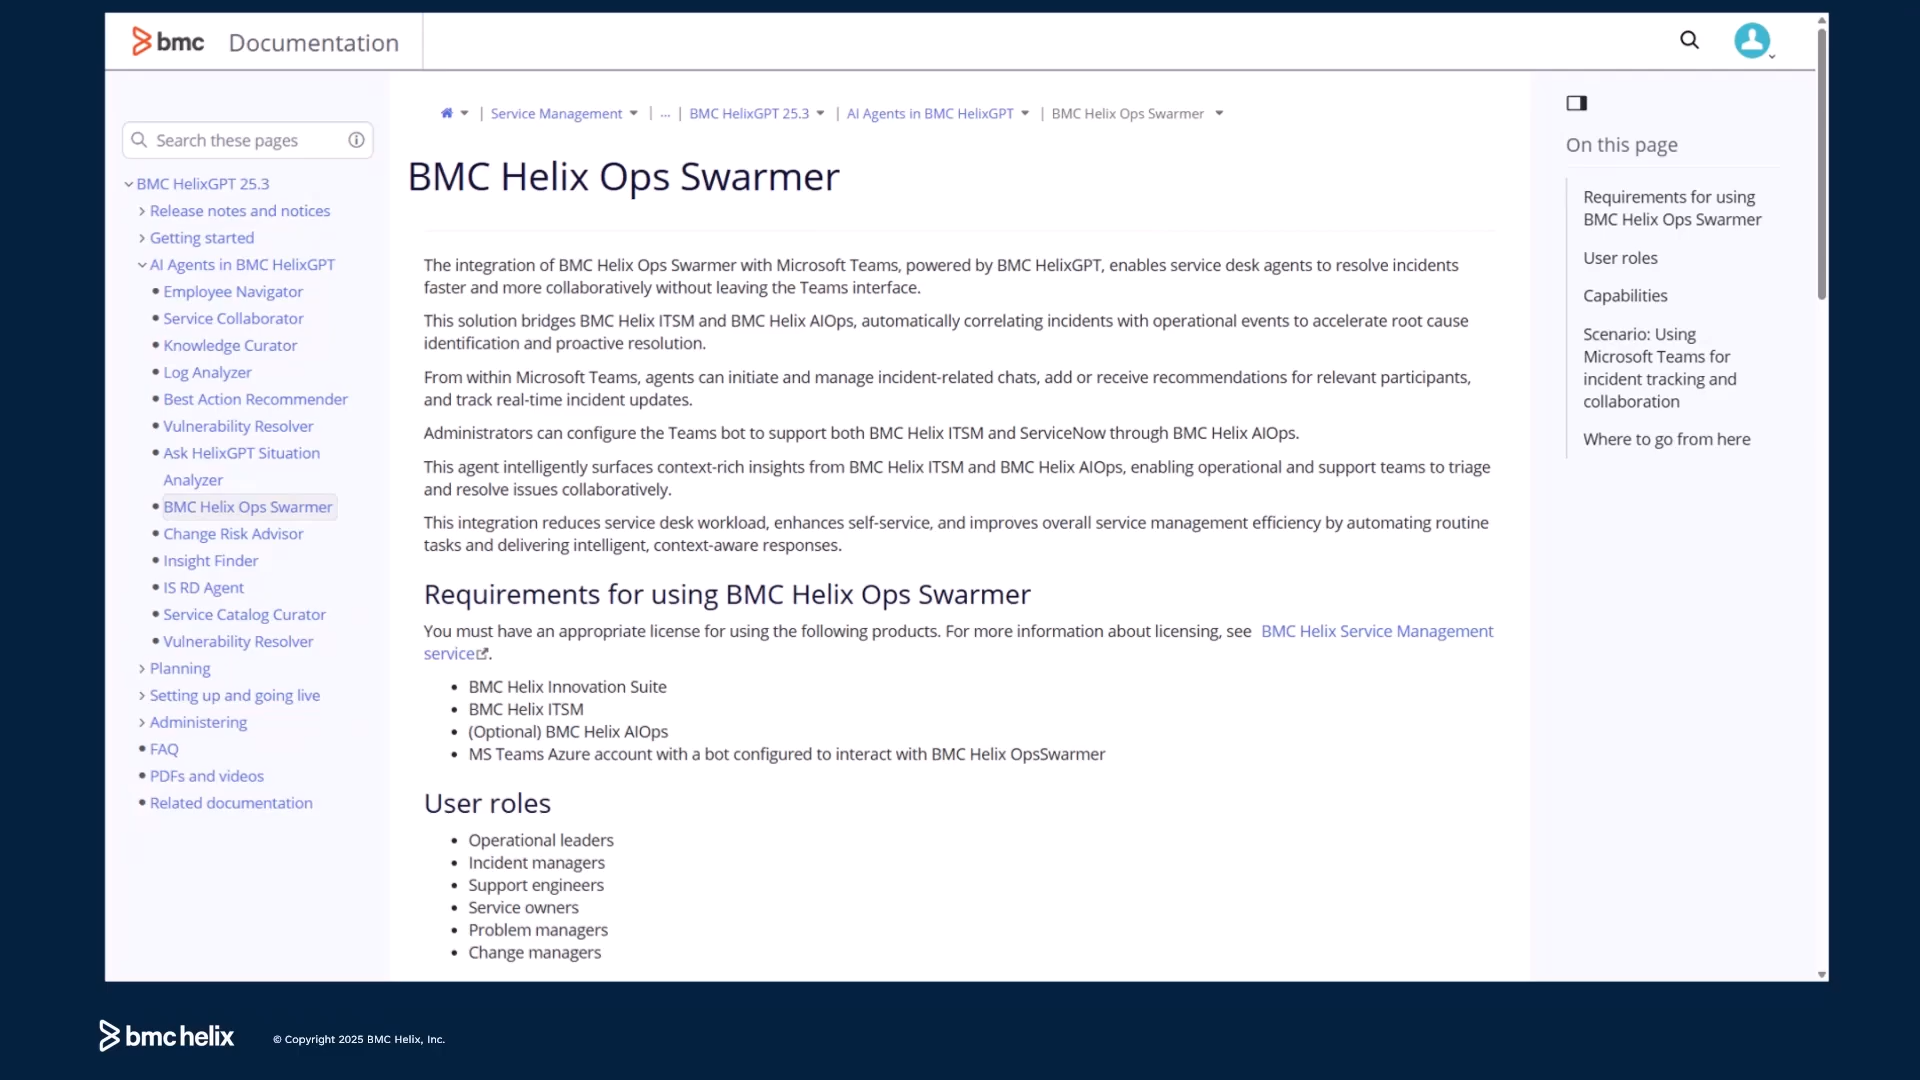 bmc Documentation
Search these pages
BMC HelixGPT 25.3
Release notes and notices
Getting started
AI Agents in BMC HelixGPT
Employee Navigator
Service Collaborator
Knowledge Curator
Log Analyzer
Best Action Recommender
Vulnerability Resolver
Ask HelixGPT Situation
Analyzer
BMC Helix Ops Swarmer
Change Risk Advisor
Insight Finder
IS RD Agent
Service Catalog Curator
Vulnerability Resolver
Planning
Setting up and going live
Administering
FAQ
PDFs and videos
Related documentation
| Service Management | ... | BMC HelixGPT 25.3 | AI Agents in BMC HelixGPT | BMC Helix Ops Swarmer
BMC Helix Ops Swarmer
The integration of BMC Helix Ops Swarmer with Microsoft Teams, powered by BMC HelixGPT, enables service desk agents to resolve incidents
faster and more collaboratively without leaving the Teams interface.
This solution bridges BMC Helix ITSM and BMC Helix AIOps, automatically correlating incidents with operational events to accelerate root cause
identification and proactive resolution.
From within Microsoft Teams, agents can initiate and manage incident-related chats, add or receive recommendations for relevant participants,
and track real-time incident updates.
Administrators can configure the Teams bot to support both BMC Helix ITSM and ServiceNow through BMC Helix AIOps.
This agent intelligently surfaces context-rich insights from BMC Helix ITSM and BMC Helix AIOps, enabling operational and support teams to triage
and resolve issues collaboratively.
This integration reduces service desk workload, enhances self-service, and improves overall service management efficiency by automating routine
tasks and delivering intelligent, context-aware responses.
Requirements for using BMC Helix Ops Swarmer
You must have an appropriate license for using the following products. For more information about licensing, see BMC Helix Service Management
service.
• BMC Helix Innovation Suite
• BMC Helix ITSM
• (Optional) BMC Helix AIOps
• MS Teams Azure account with a bot configured to interact with BMC Helix OpsSwarmer
User roles
• Operational leaders
• Incident managers
• Support engineers
• Service owners
• Problem managers
• Change managers
On this page
Requirements for using
BMC Helix Ops Swarmer
User roles
Capabilities
Scenario: Using
Microsoft Teams for
incident tracking and
collaboration
Where to go from here
bmc helix
© Copyright 2025 BMC Helix, Inc.